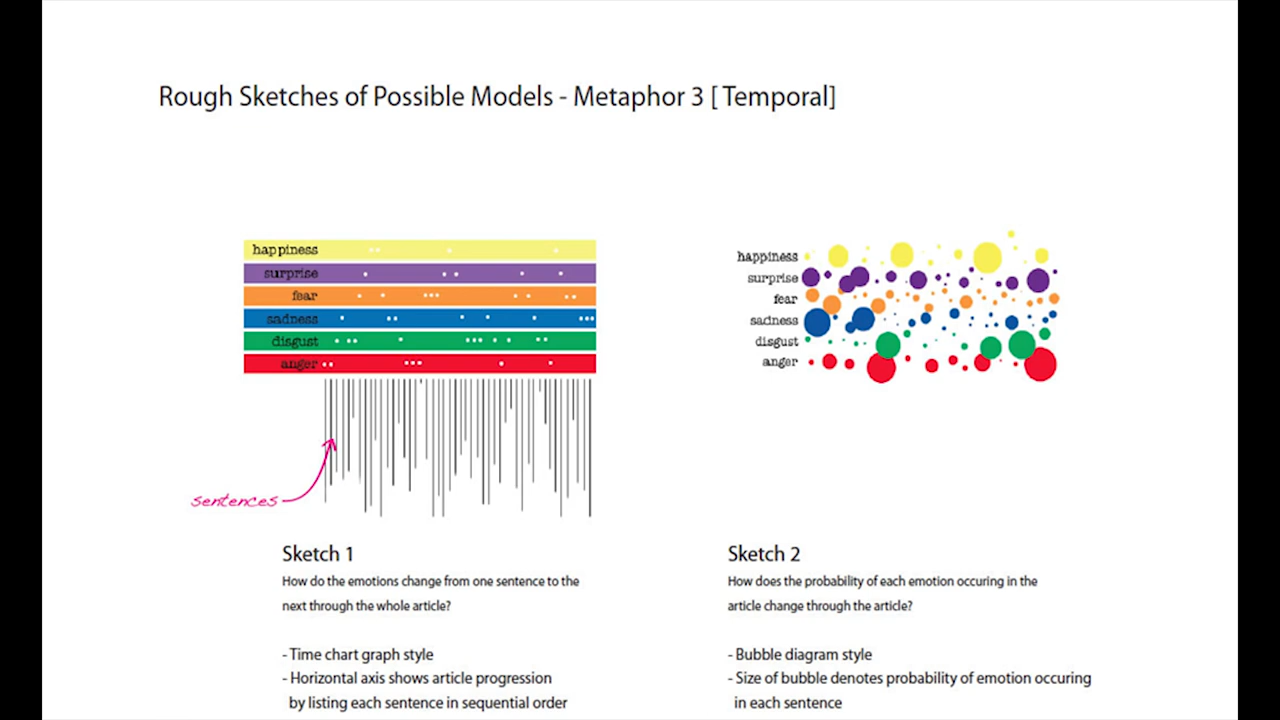 Rough Sketches of Possible Models - Metaphor 3 [ Temporal]
happiness
surprise
fear
sadness
disgust
anger
sentences
happiness
surprise
fear
sadness
disgust
anger
Sketch 1
How do the emotions change from one sentence to the
next through the whole article?
- Time chart graph style
- Horizontal axis shows article progression
by listing each sentence in sequential order
Sketch 2
How does the probability of each emotion occuring in the
article change through the article?
- Bubble diagram style
- Size of bubble denotes probability of emotion occuring
in each sentence